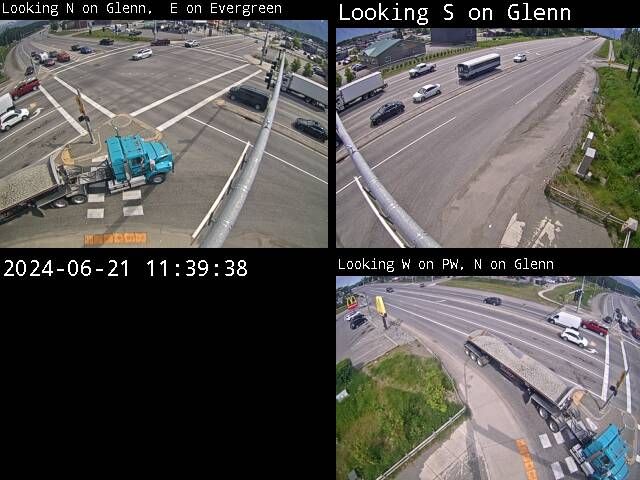 Looking N on Glenn, E on Evergreen
Looking S on Glenn
2024-06-21 11:39:38
Looking W on PW, N on Glenn